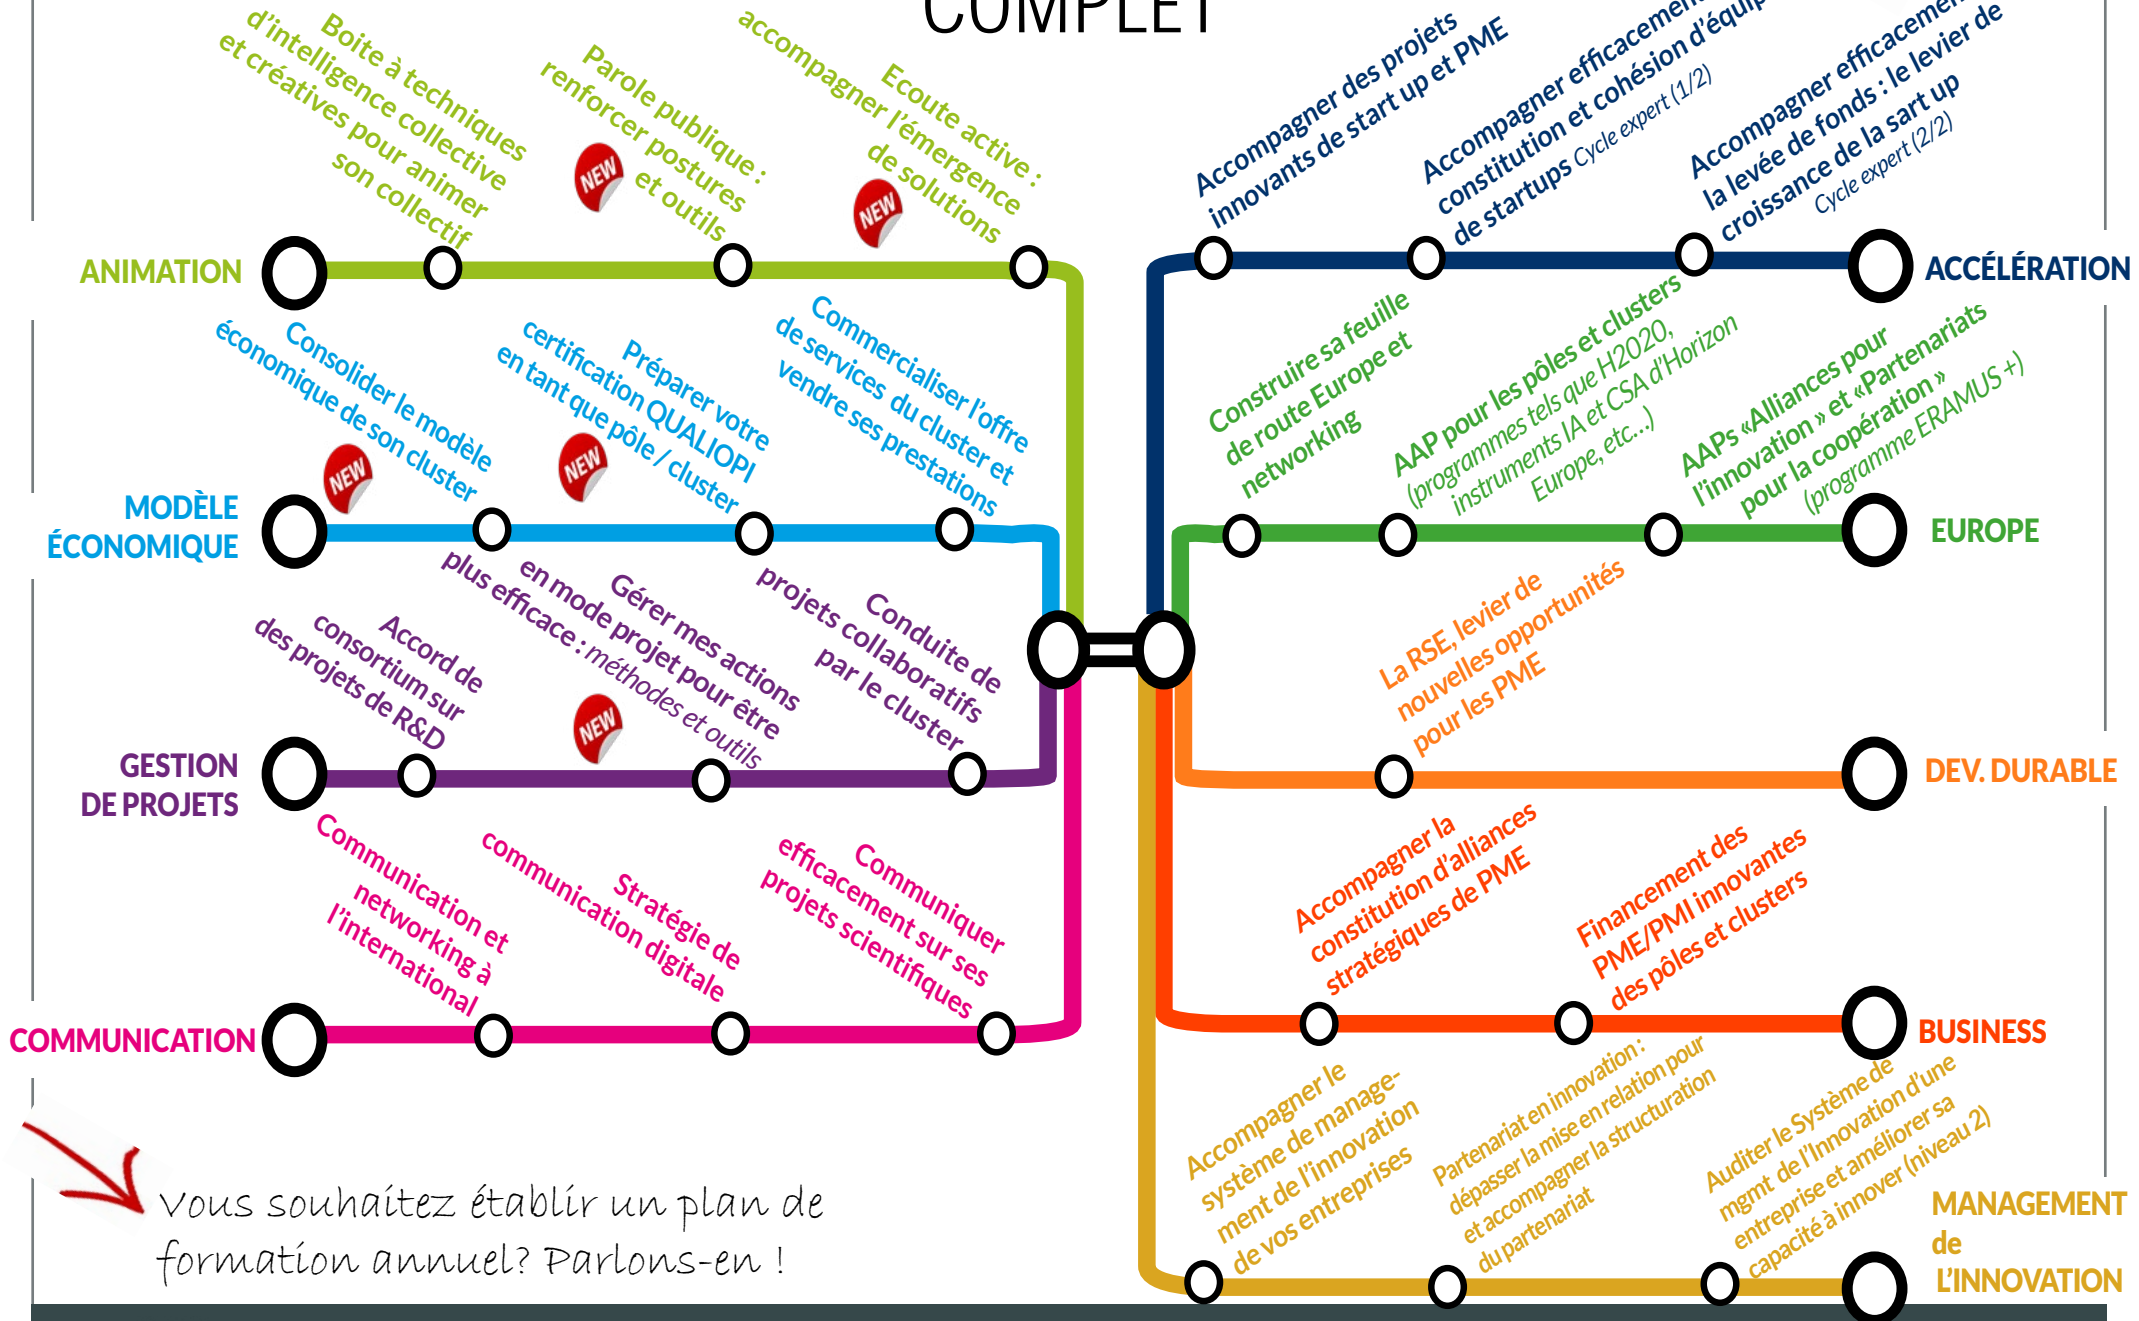 COMPLET
Boite à techniques
d'intelligence collective
et créatives pour animer
son collectif
NEW
Parole publique :
renforcer postures
et outils
NEW
Ecoute active :
accompagner l'émergence
de solutions
ANIMATION
Consolider le modèle
économique de son cluster
NEW
Préparer votre
certification QUALIOPI
en tant que pôle / cluster
NEW
Commercialiser l'offre
de services du cluster et
vendre ses prestations
MODÈLE
ÉCONOMIQUE
Accord de
consortium sur
des projets de R&D
Gérer mes actions
en mode projet pour être
plus efficace : méthodes et outils
NEW
Conduite de
projets collaboratifs
par le cluster
GESTION
DE PROJETS
Communication et
networking à
l'international
Stratégie de
communication digitale
Communiquer
efficacement sur ses
projets scientifiques
COMMUNICATION
Vous souhaitez établir un plan de
formation annuel? Parlons-en !
Accompagner des projets
innovants de start up et PME
Accompagner efficacement
constitution et cohésion d'équip
de startups Cycle expert (1/2)
Accompagner efficacement
la levée de fonds : le levier de
croissance de la sart up
Cycle expert (2/2)
ACCÉLÉRATION
Construire sa feuille
de route Europe et
networking
AAP pour les pôles et clusters
(programmes tels que H2020,
instruments IA et CSA d'Horizon
Europe, etc...)
AAPs «Alliances pour
l'innovation » et «Partenariats
pour la coopération »
(programme ERAMUS +)
EUROPE
La RSE, levier de
nouvelles opportunités
pour les PME
DEV. DURABLE
Accompagner la
constitution d'alliances
stratégiques de PME
Financement des
PME/PMI innovantes
des pôles et clusters
BUSINESS
Accompagner le
système de manage-
ment de l'innovation
de vos entreprises
Partenariat en innovation :
dépasser la mise en relation pour
et accompagner la structuration
du partenariat
Auditer le Système de
mgmt de l'Innovation d'une
entreprise et améliorer sa
capacité à innover (niveau 2)
MANAGEMENT
de
L'INNOVATION